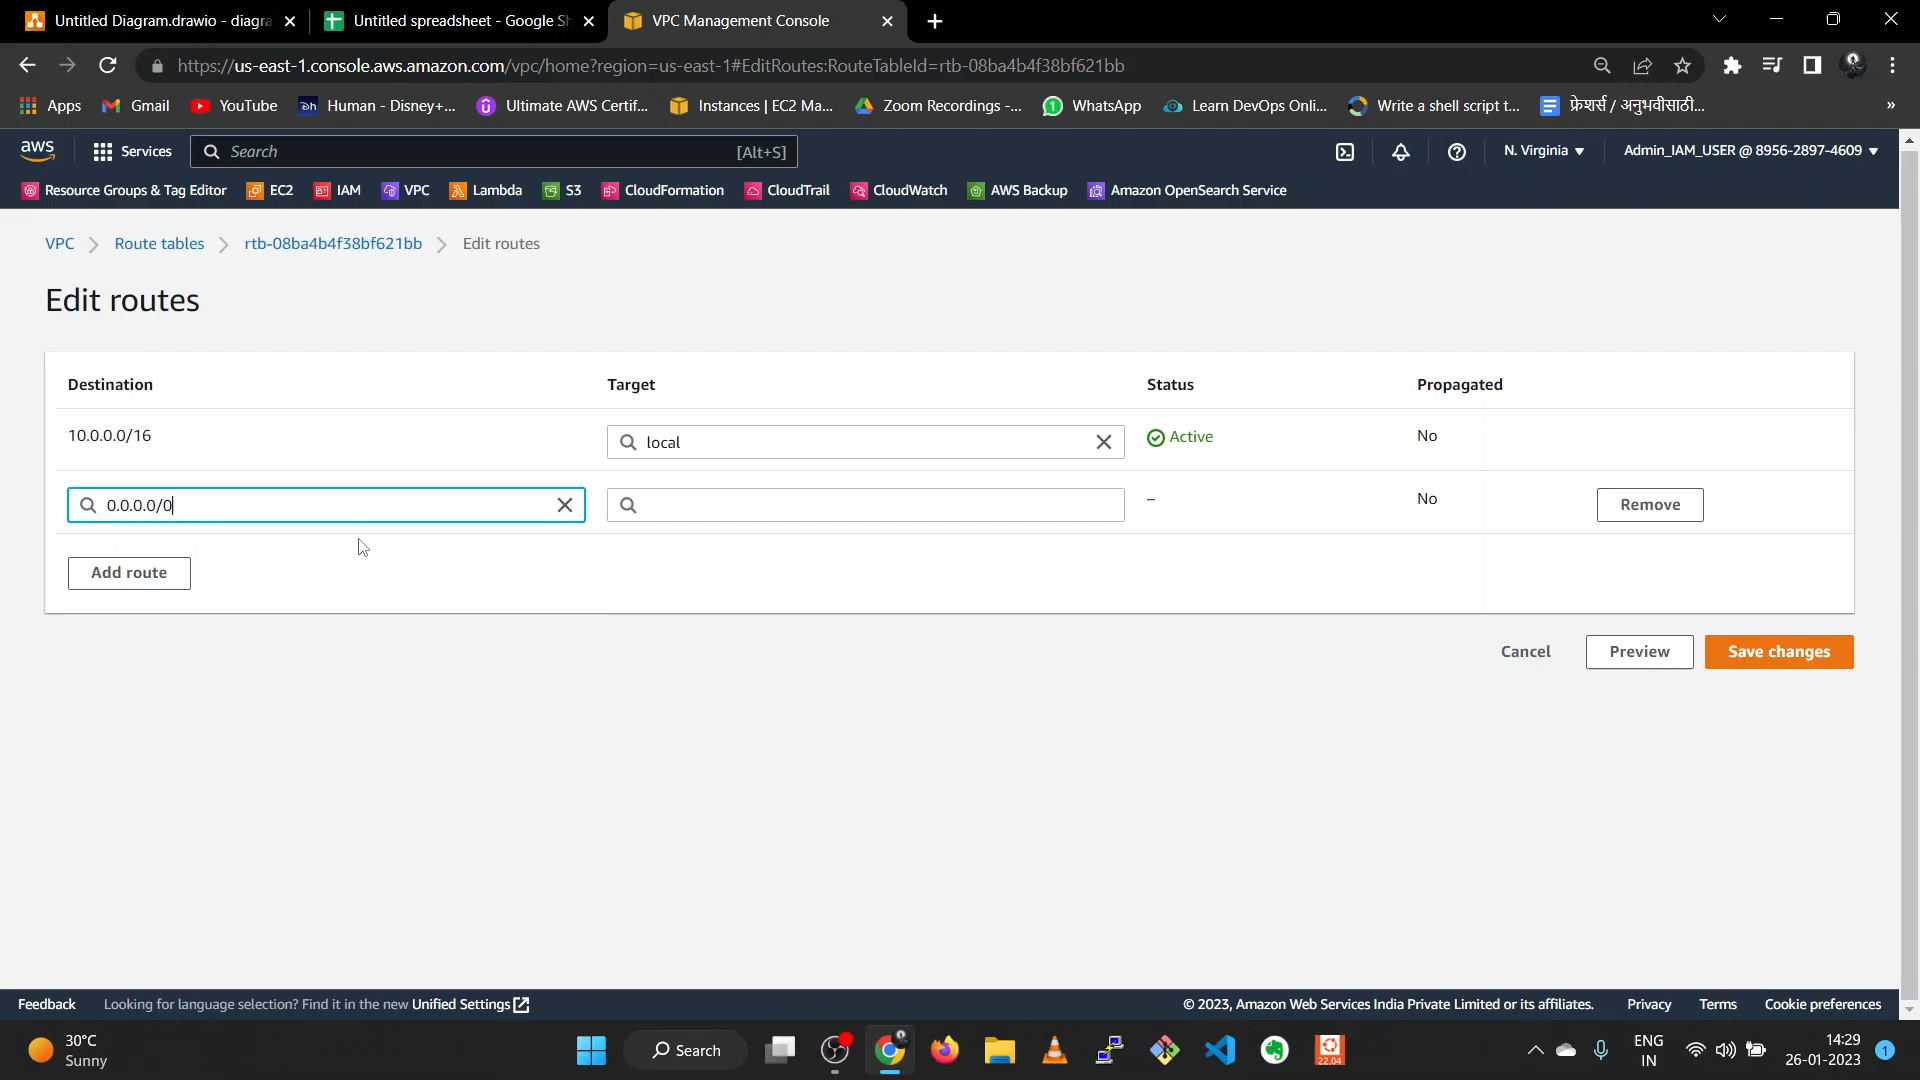 Untitled Diagram.drawio - diagra
Untitled spreadsheet - Google Sh
VPC Management Console
https://us-east-1.console.aws.amazon.com/vpc/home?region=us-east-1#EditRoutes:RouteTableId=rtb-08ba4b4f38bf621bb
Apps Gmail YouTube Human - Disney+... Ultimate AWS Certif... Instances | EC2 Ma... Zoom Recordings -... WhatsApp Learn DevOps Onli... Write a shell script t... फ्रेशर्स / अनुभवीसाठी... »
aws Services Search [Alt+S] N. Virginia Admin_IAM_USER @ 8956-2897-4609
Resource Groups & Tag Editor EC2 IAM VPC Lambda S3 CloudFormation CloudTrail CloudWatch AWS Backup Amazon OpenSearch Service
VPC Route tables rtb-08ba4b4f38bf621bb Edit routes
Edit routes
Destination Target Status Propagated
10.0.0.0/16 local Active No
0.0.0.0/0 – No Remove
Add route
Cancel Preview Save changes
Feedback Looking for language selection? Find it in the new Unified Settings © 2023, Amazon Web Services India Private Limited or its affiliates. Privacy Terms Cookie preferences
30°C
Sunny
Search
22.04
ENG
IN
14:29
26-01-2023
1